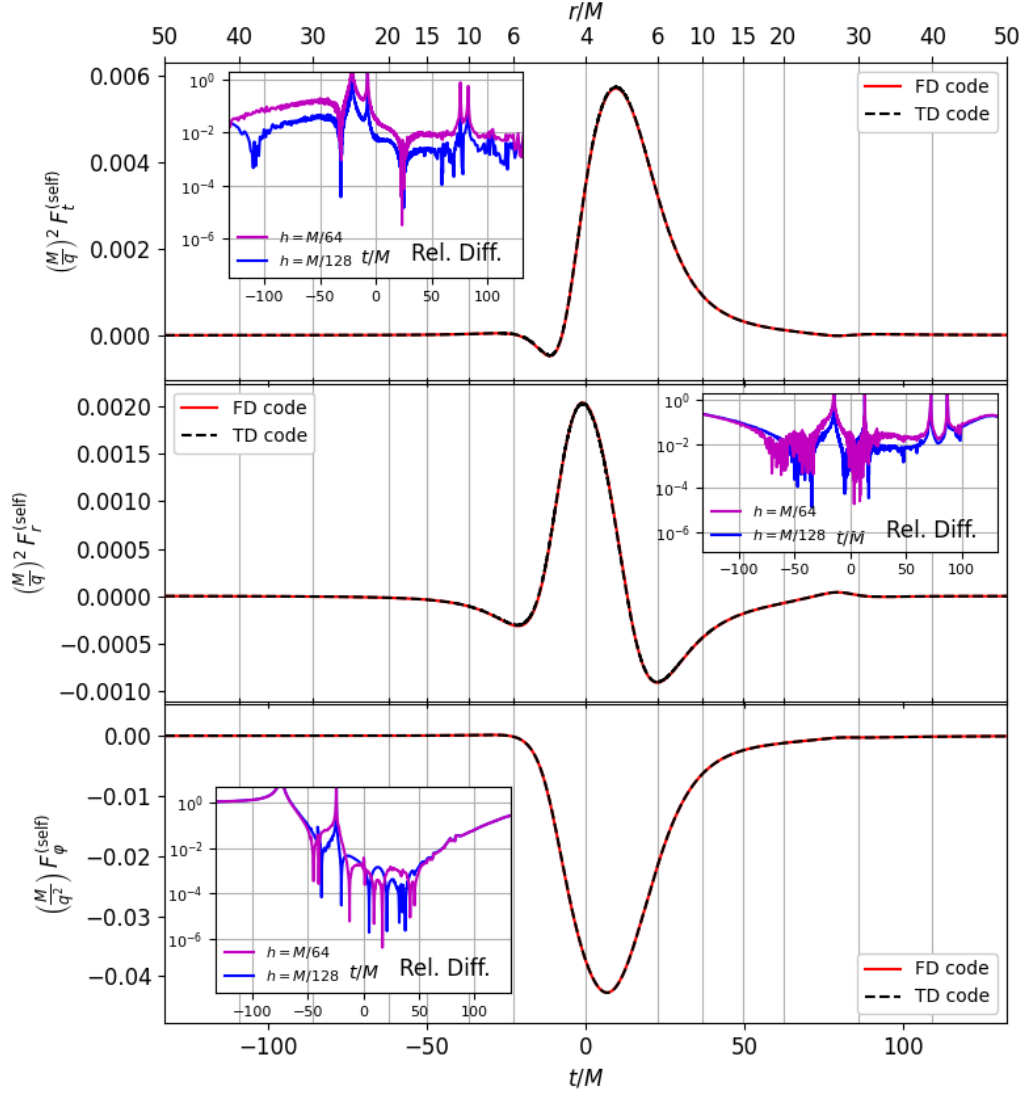 r/M
50 40 30 18 15 10 6 4 6 10 15 18 30 40 50
0.006
0.004
0.002
0.000
(M/q)² F_t^(self)
FD code
TD code
10⁰
10⁻²
10⁻⁴
10⁻⁶
h = M/64
h = M/128
t/M
Rel. Diff.
−100 −50 0 50 100
0.0020
0.0015
0.0010
0.0005
0.0000
−0.0005
−0.0010
(M/q)² F_r^(self)
FD code
TD code
10⁰
10⁻²
10⁻⁴
10⁻⁶
h = M/64
h = M/128
t/M
Rel. Diff.
−100 −50 0 50 100
0.00
−0.01
−0.02
−0.03
−0.04
(M/q²) F_φ^(self)
10⁰
10⁻²
10⁻⁴
10⁻⁶
h = M/64
h = M/128
t/M
Rel. Diff.
−100 −50 0 50 100
FD code
TD code
−100 −50 0 50 100
t/M